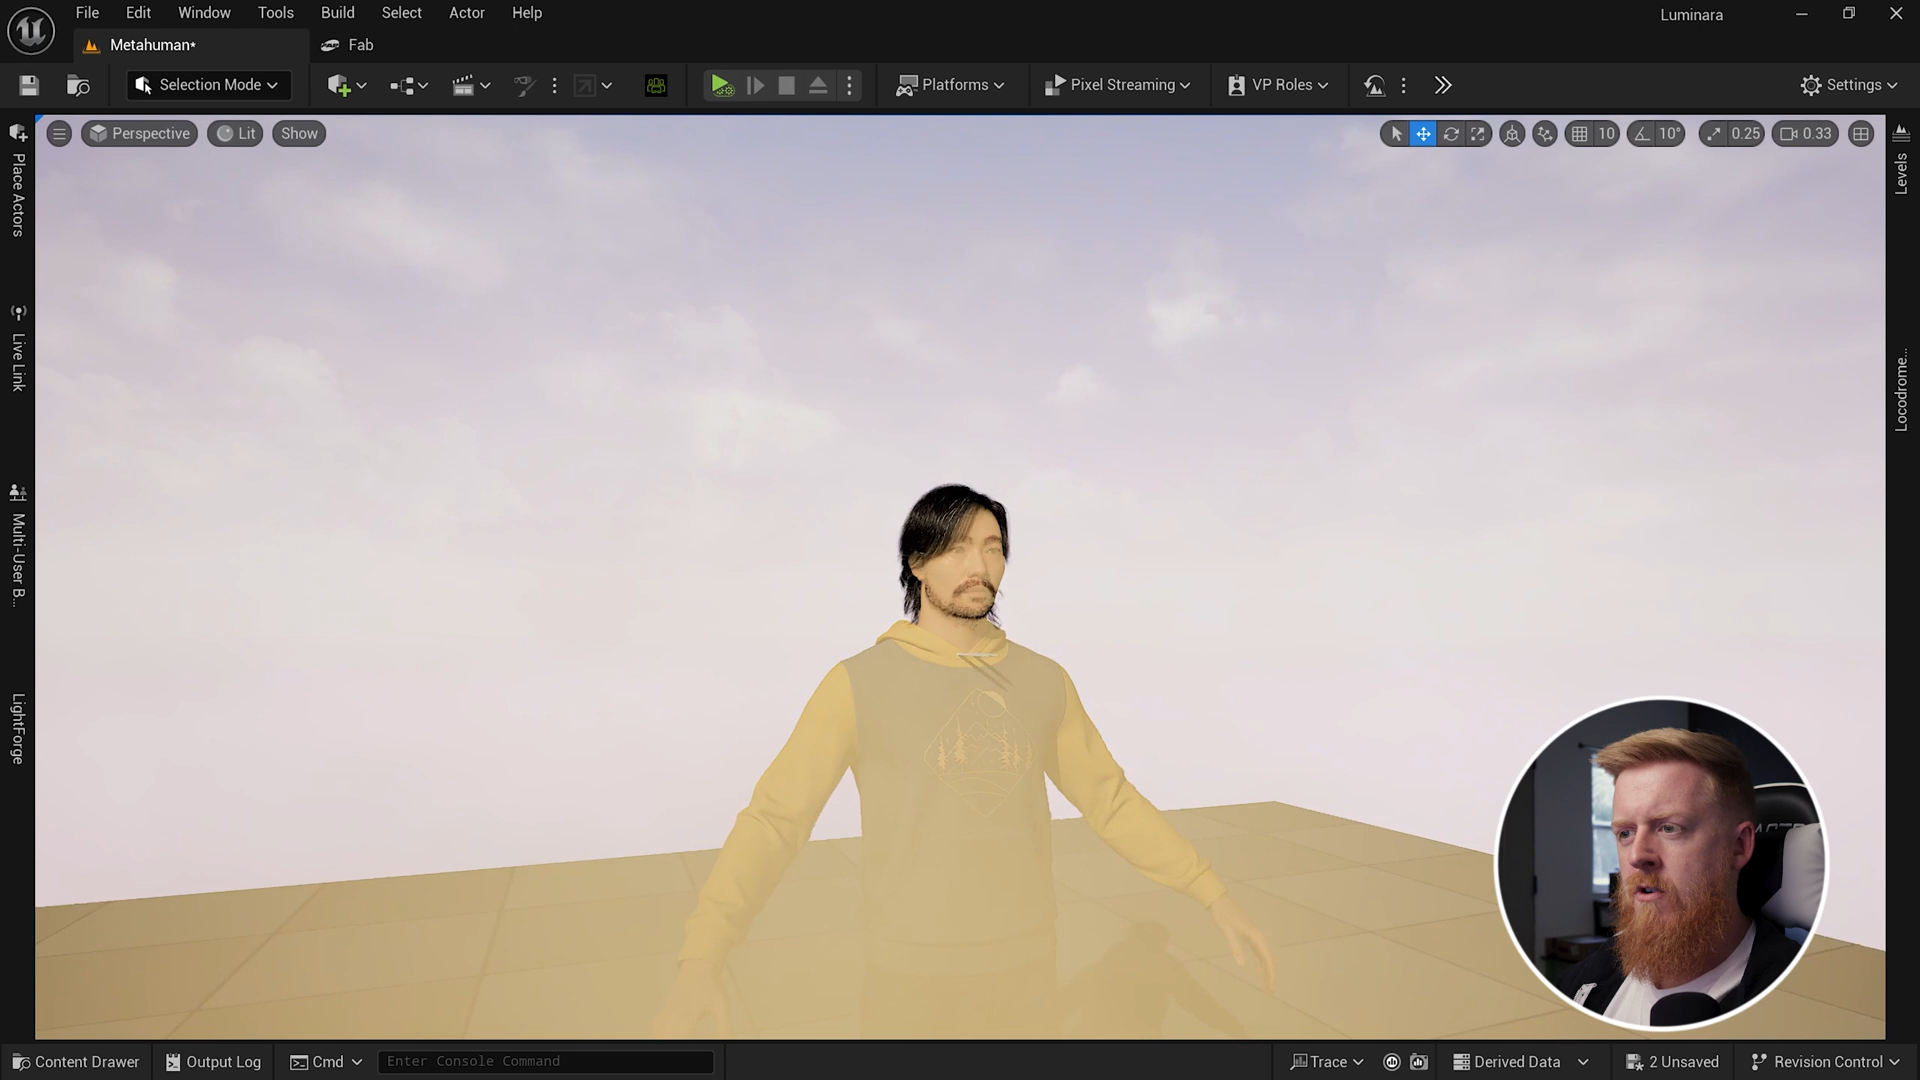 File Edit Window Tools Build Select Actor Help
Luminara
Metahuman*
Fab
Selection Mode
Platforms
Pixel Streaming
VP Roles
Settings
Perspective
Lit
Show
10
10°
0.25
0.33
Place Actors
Live Link
Multi-User B...
LightForge
Levels
Locodrome...
Content Drawer
Output Log
Cmd
Enter Console Command
Trace
Derived Data
2 Unsaved
Revision Control